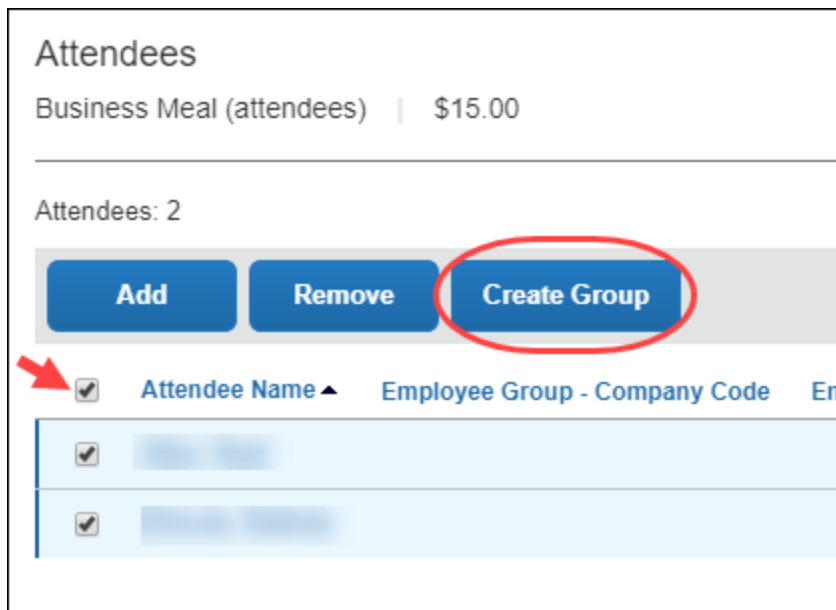 Attendees
Business Meal (attendees) | $15.00
Attendees: 2
Add Remove Create Group
Attendee Name Employee Group - Company Code